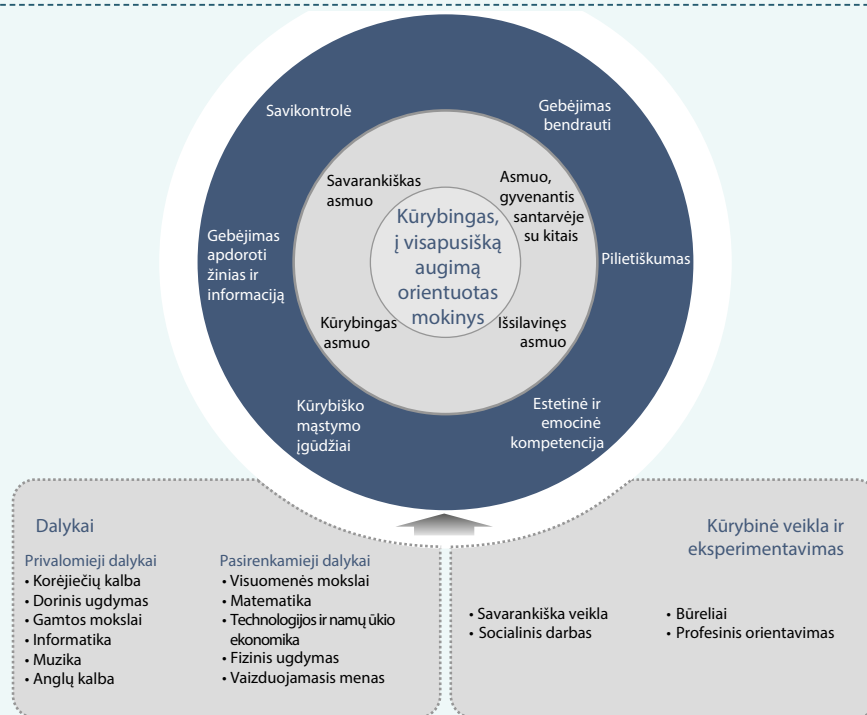 Savikontrolė
Gebėjimas
bendrauti
Savarankiškas
asmuo
Asmuo,
gyvenantis
santarvėje
su kitais
Kūrybingas,
į visapusišką
augimą
orientuotas
mokinys
Gebėjimas
apdoroti
žinias ir
informaciją
Pilietiškumas
Kūrybingas
asmuo
Išsilavinęs
asmuo
Kūrybiško
mąstymo
įgūdžiai
Estetinė ir
emocinė
kompetencija
Dalykai
Privalomieji dalykai
• Korėjiečių kalba
• Dorinis ugdymas
• Gamtos mokslai
• Informatika
• Muzika
• Anglų kalba
Pasirenkamieji dalykai
• Visuomenės mokslai
• Matematika
• Technologijos ir namų ūkio
ekonomika
• Fizinis ugdymas
• Vaizduojamasis menas
Kūrybinė veikla ir
eksperimentavimas
• Savarankiška veikla
• Socialinis darbas
• Būreliai
• Profesinis orientavimas